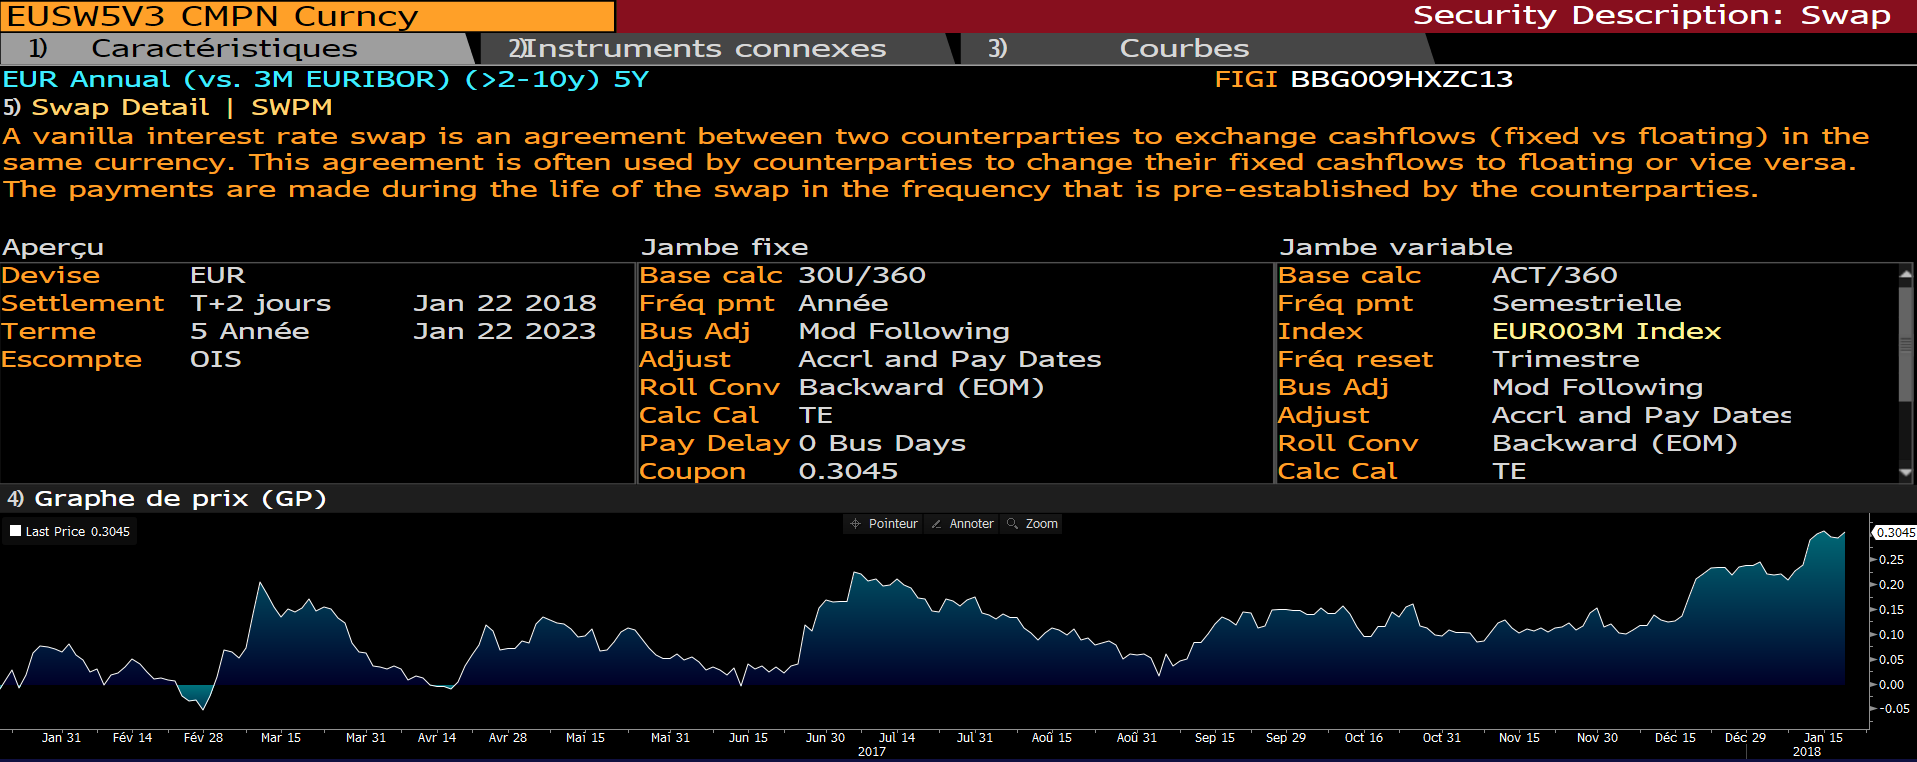 EUSW5V3 CMPN Curncy
Security Description: Swap
1) Caractéristiques
2) Instruments connexes
3) Courbes
EUR Annual (vs. 3M EURIBOR) (>2-10y) 5Y
FIGI BBG009HXZC13
5) Swap Detail | SWPM
A vanilla interest rate swap is an agreement between two counterparties to exchange cashflows (fixed vs floating) in the
same currency. This agreement is often used by counterparties to change their fixed cashflows to floating or vice versa.
The payments are made during the life of the swap in the frequency that is pre-established by the counterparties.
Aperçu
Devise EUR
Settlement T+2 jours Jan 22 2018
Terme 5 Année Jan 22 2023
Escompte OIS
Jambe fixe
Base calc 30U/360
Fréq pmt Année
Bus Adj Mod Following
Adjust Accrl and Pay Dates
Roll Conv Backward (EOM)
Calc Cal TE
Pay Delay 0 Bus Days
Coupon 0.3045
Jambe variable
Base calc ACT/360
Fréq pmt Semestrielle
Index EUR003M Index
Fréq reset Trimestre
Bus Adj Mod Following
Adjust Accrl and Pay Dates
Roll Conv Backward (EOM)
Calc Cal TE
4) Graphe de prix (GP)
Last Price 0.3045
Pointeur Annoter Zoom
0.3045
0.25
0.20
0.15
0.10
0.05
0.00
-0.05
Jan 31 Fév 14 Fév 28 Mar 15 Mar 31 Avr 14 Avr 28 Mai 15 Mai 31 Jun 15 Jun 30 Jul 14 Jul 31 Aoû 15 Aoû 31 Sep 15 Sep 29 Oct 16 Oct 31 Nov 15 Nov 30 Déc 15 Déc 29 Jan 15
2017 2018